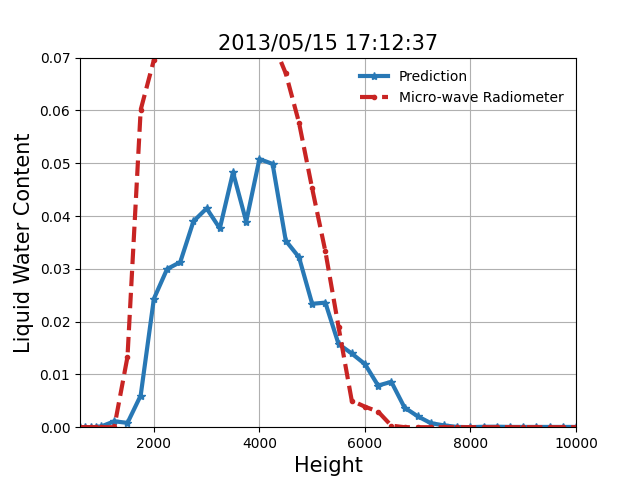 2013/05/15 17:12:37
Prediction
Micro-wave Radiometer
Liquid Water Content
0.07
0.06
0.05
0.04
0.03
0.02
0.01
0.00
2000 4000 6000 8000 10000
Height